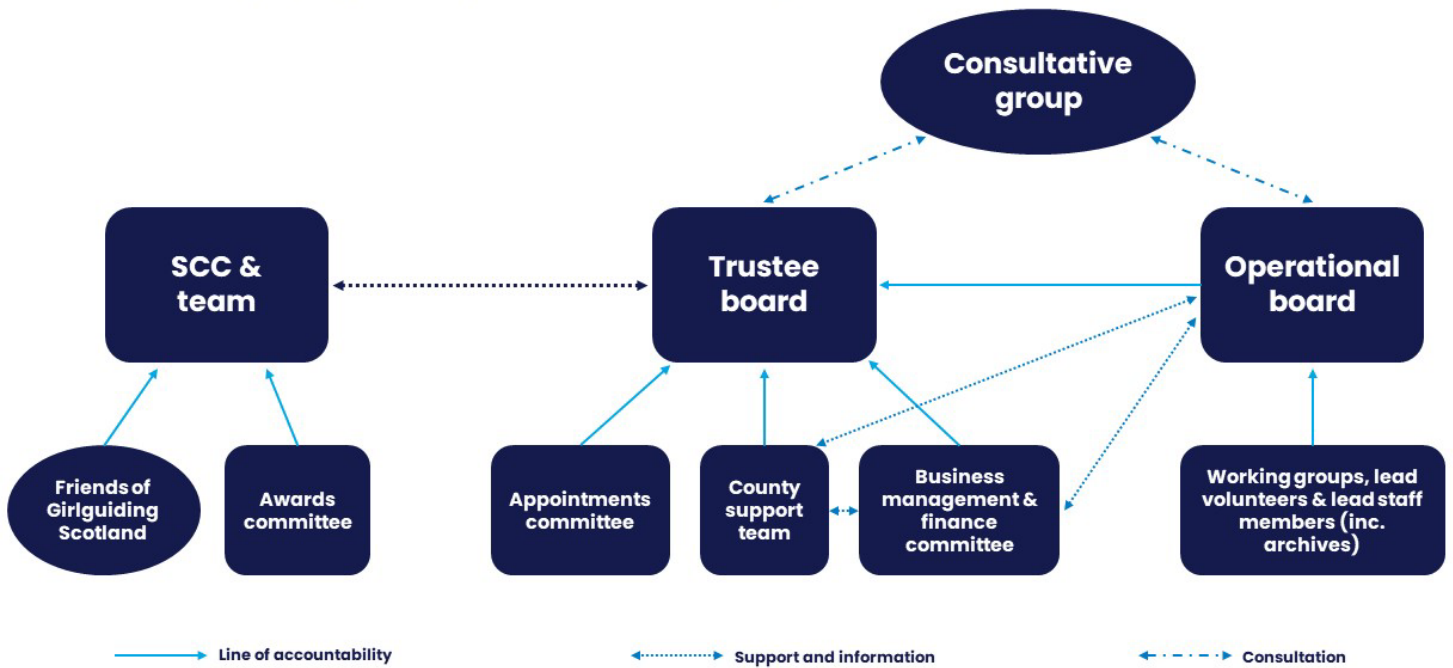 Consultative
group
SCC &
team
Trustee
board
Operational
board
Friends of
Girlguiding
Scotland
Awards
committee
Appointments
committee
County
support
team
Business
management &
finance
committee
Working groups, lead
volunteers & lead staff
members (inc.
archives)
Line of accountability
Support and information
Consultation